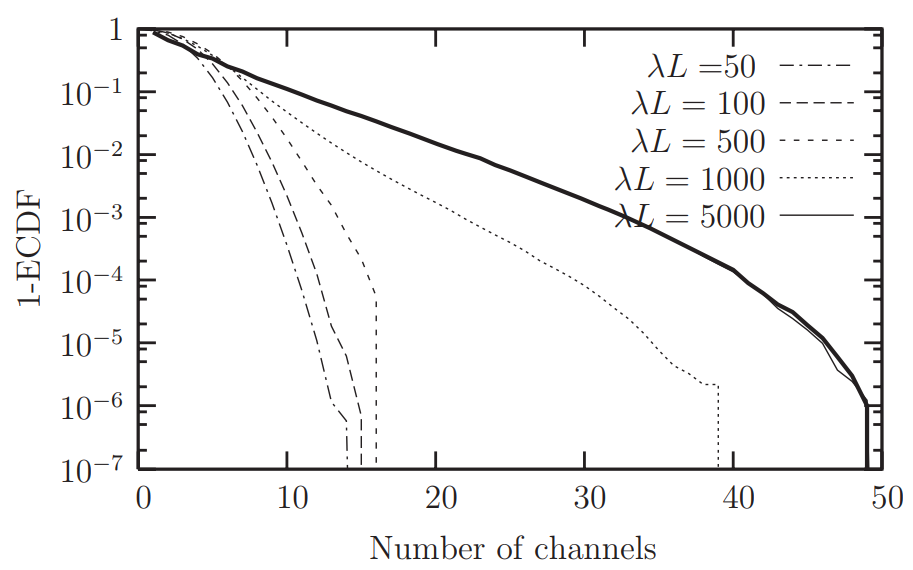 1
10⁻¹
10⁻²
10⁻³
10⁻⁴
10⁻⁵
10⁻⁶
10⁻⁷
1-ECDF
λL =50
λL = 100
λL = 500
λL = 1000
λL = 5000
0 10 20 30 40 50
Number of channels